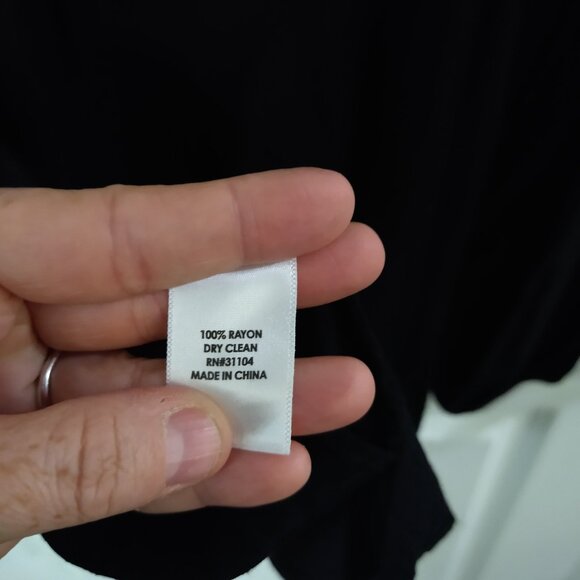 100% RAYON
DRY CLEAN
RN#31104
MADE IN CHINA